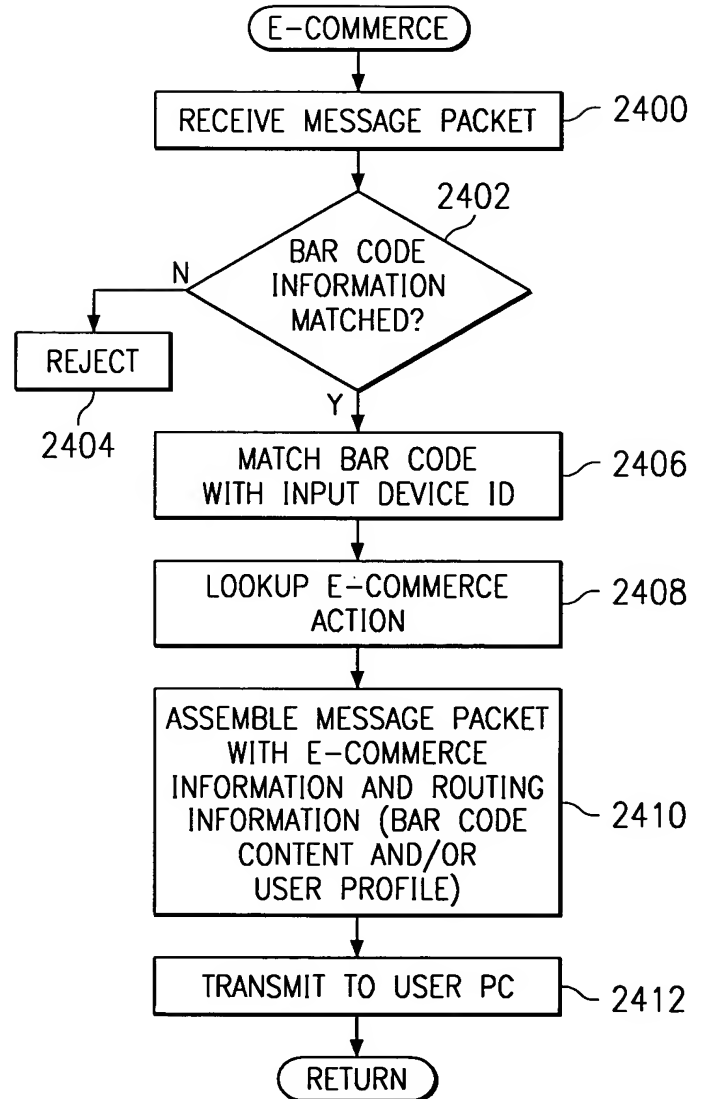 E-COMMERCE
RECEIVE MESSAGE PACKET
2400
2402
BAR CODE
INFORMATION
MATCHED?
N
REJECT
2404
Y
MATCH BAR CODE
WITH INPUT DEVICE ID
2406
LOOKUP E-COMMERCE
ACTION
2408
ASSEMBLE MESSAGE PACKET
WITH E-COMMERCE
INFORMATION AND ROUTING
INFORMATION (BAR CODE
CONTENT AND/OR
USER PROFILE)
2410
TRANSMIT TO USER PC
2412
RETURN